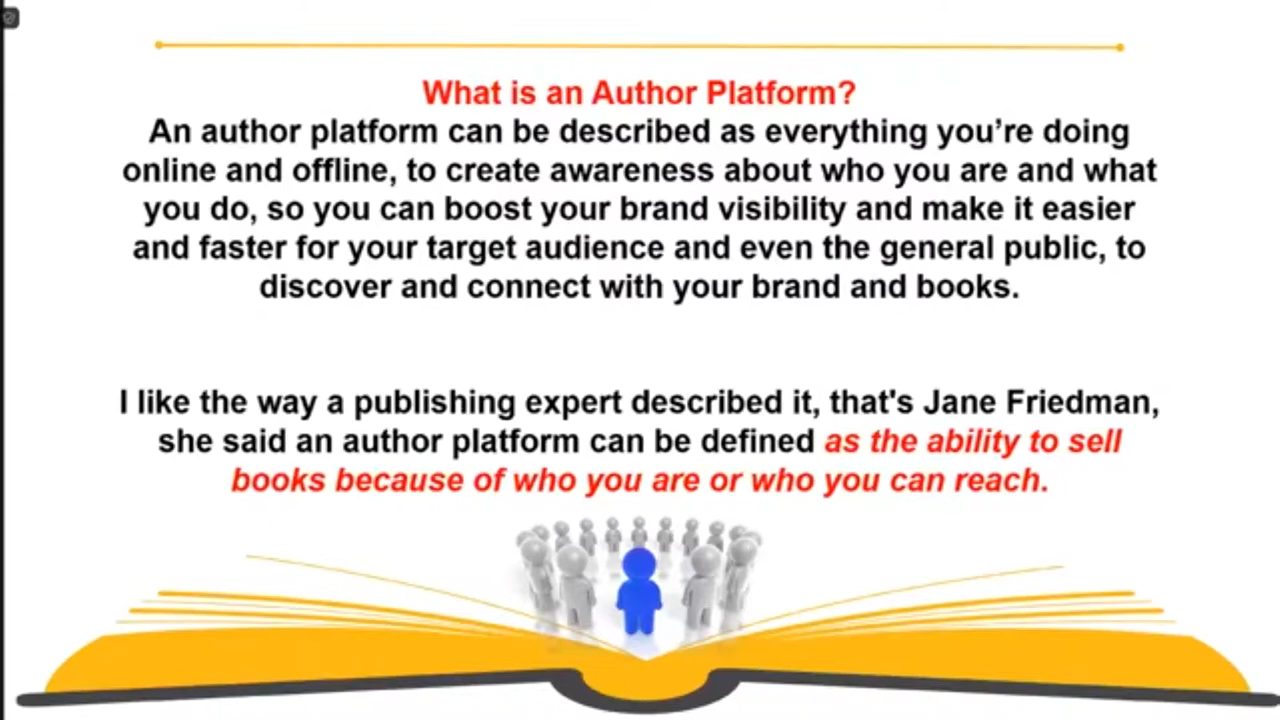 What is an Author Platform?
An author platform can be described as everything you’re doing
online and offline, to create awareness about who you are and what
you do, so you can boost your brand visibility and make it easier
and faster for your target audience and even the general public, to
discover and connect with your brand and books.
I like the way a publishing expert described it, that's Jane Friedman,
she said an author platform can be defined as the ability to sell
books because of who you are or who you can reach.